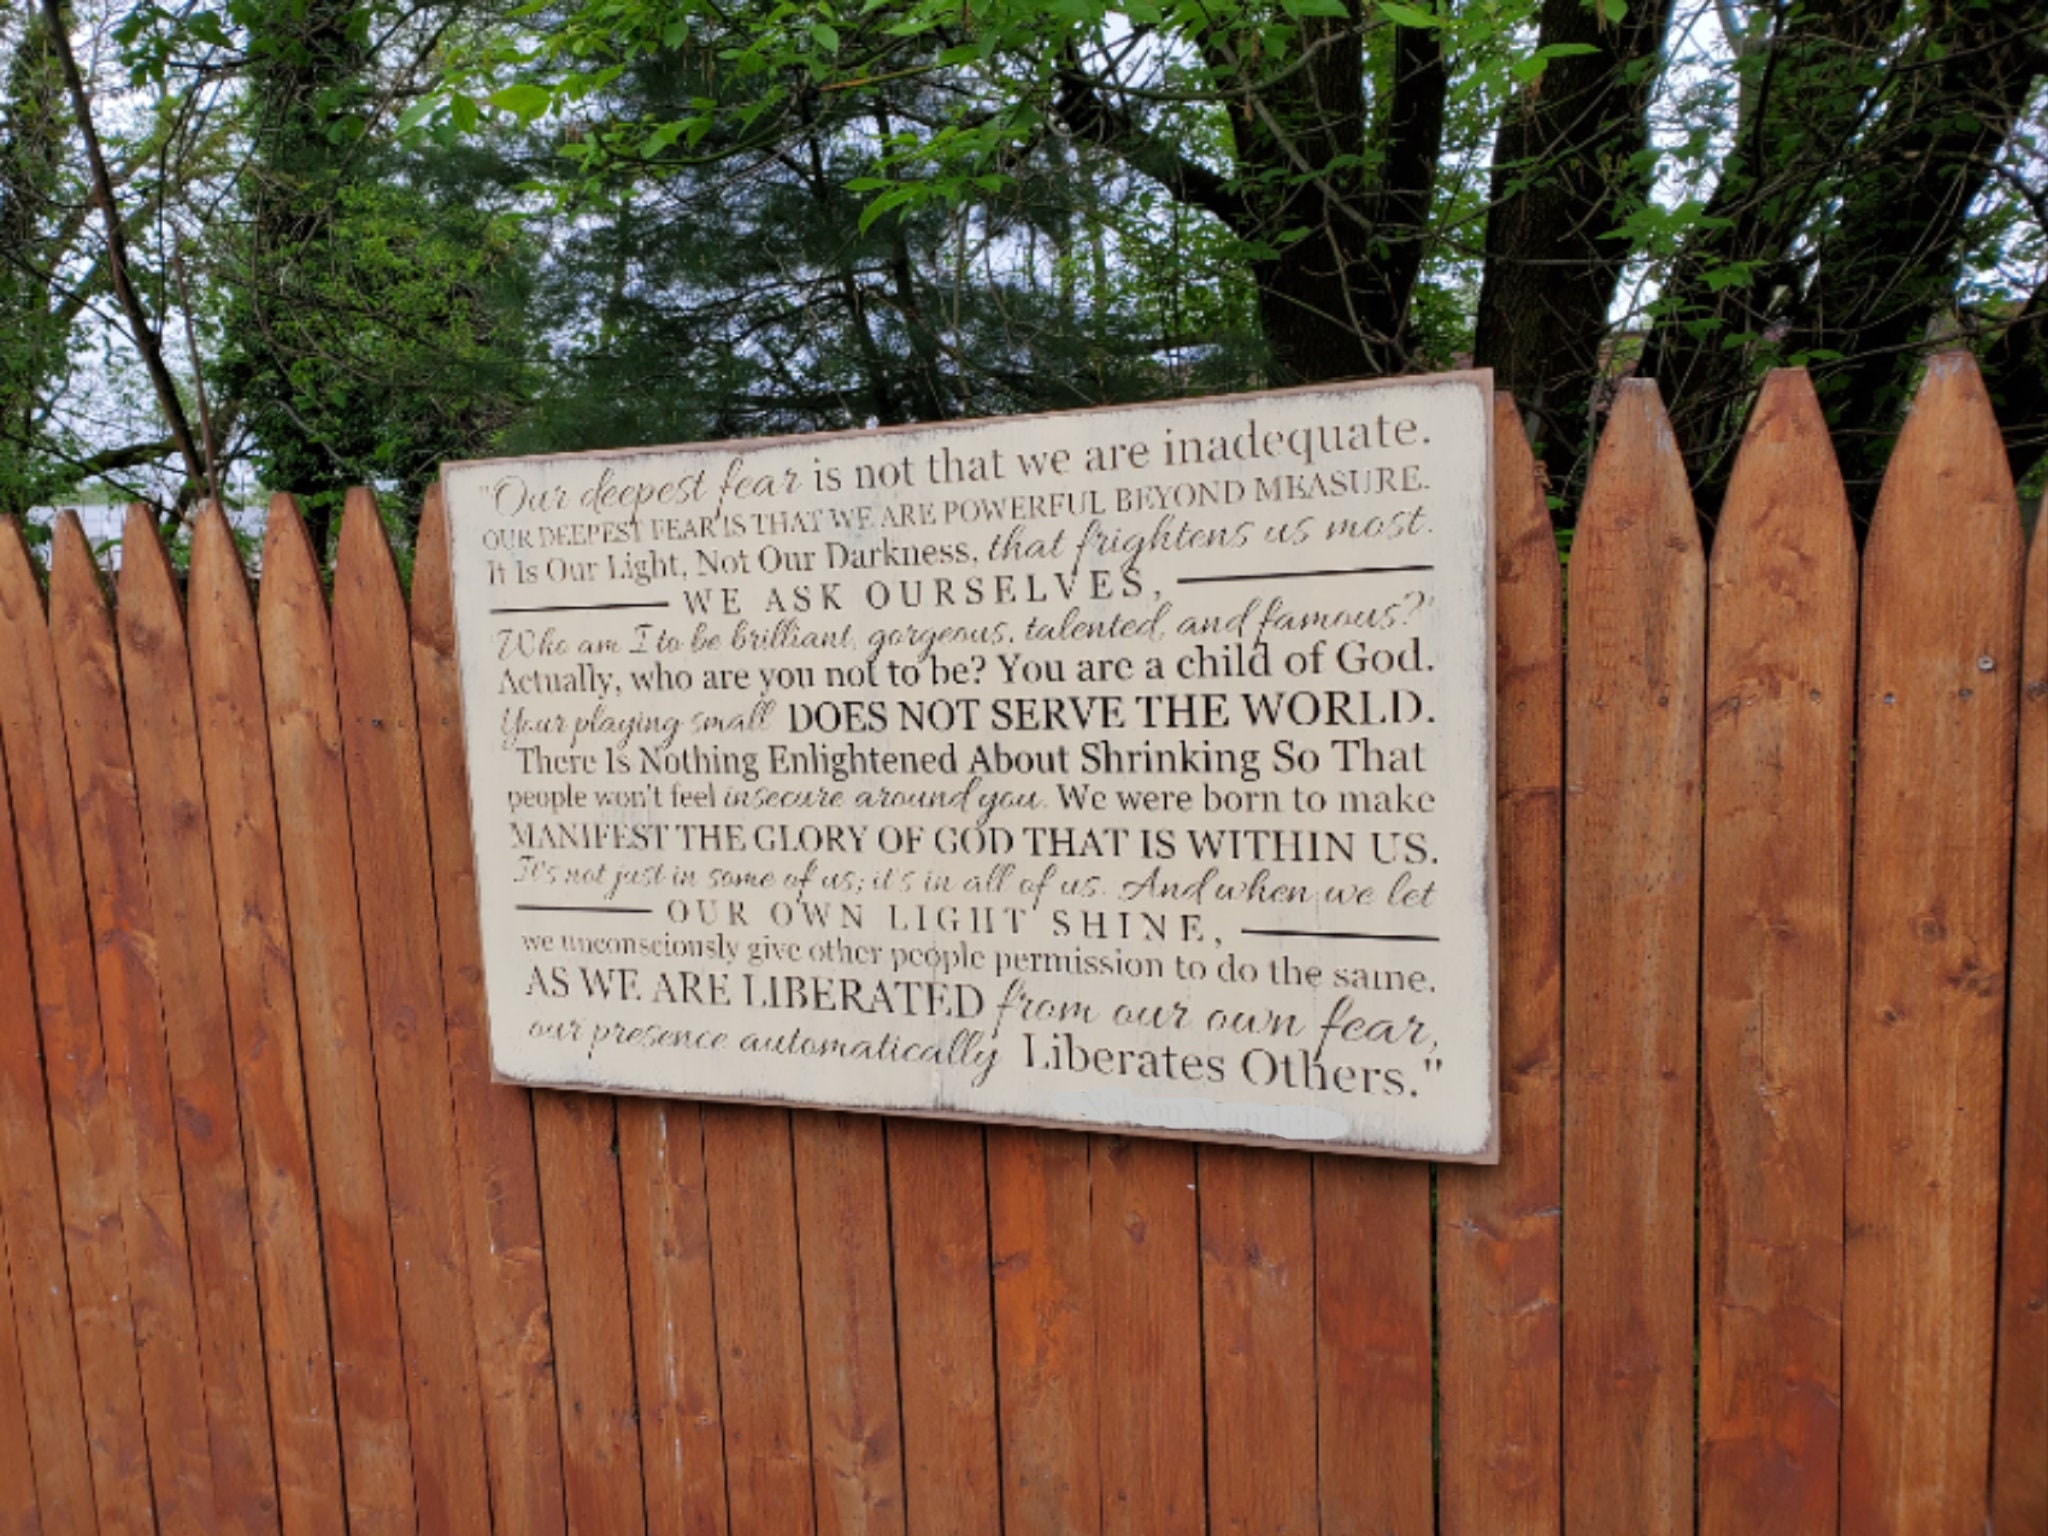 "Our deepest fear is not that we are inadequate.
OUR DEEPEST FEAR IS THAT WE ARE POWERFUL BEYOND MEASURE.
It Is Our Light, Not Our Darkness, that frightens us most.
WE ASK OURSELVES,
'Who am I to be brilliant, gorgeous, talented, and famous?'
Actually, who are you not to be? You are a child of God.
Your playing small DOES NOT SERVE THE WORLD.
There Is Nothing Enlightened About Shrinking So That
people won't feel insecure around you. We were born to make
MANIFEST THE GLORY OF GOD THAT IS WITHIN US.
It's not just in some of us; it's in all of us. And when we let
OUR OWN LIGHT SHINE,
we unconsciously give other people permission to do the same.
AS WE ARE LIBERATED from our own fear,
our presence automatically Liberates Others."
Nelson